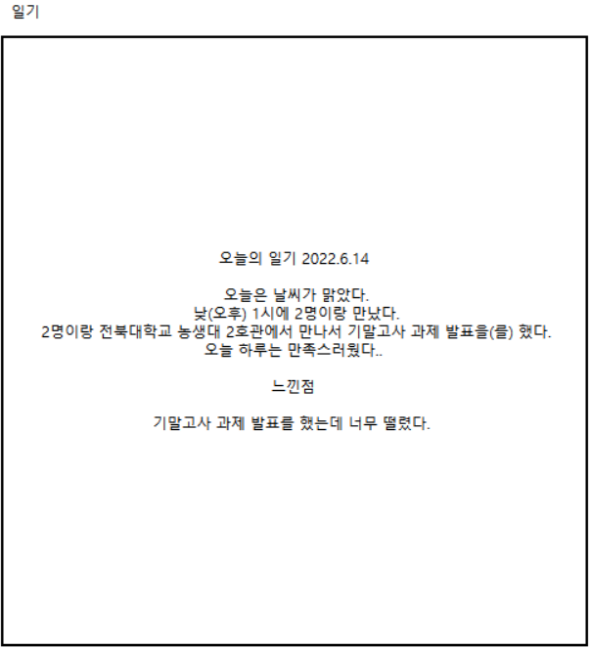 일기
오늘의 일기 2022.6.14
오늘은 날씨가 맑았다.
낮(오후) 1시에 2명이랑 만났다.
2명이랑 전북대학교 농생대 2호관에서 만나서 기말고사 과제 발표을(를) 했다.
오늘 하루는 만족스러웠다..
느낀점
기말고사 과제 발표를 했는데 너무 떨렸다.